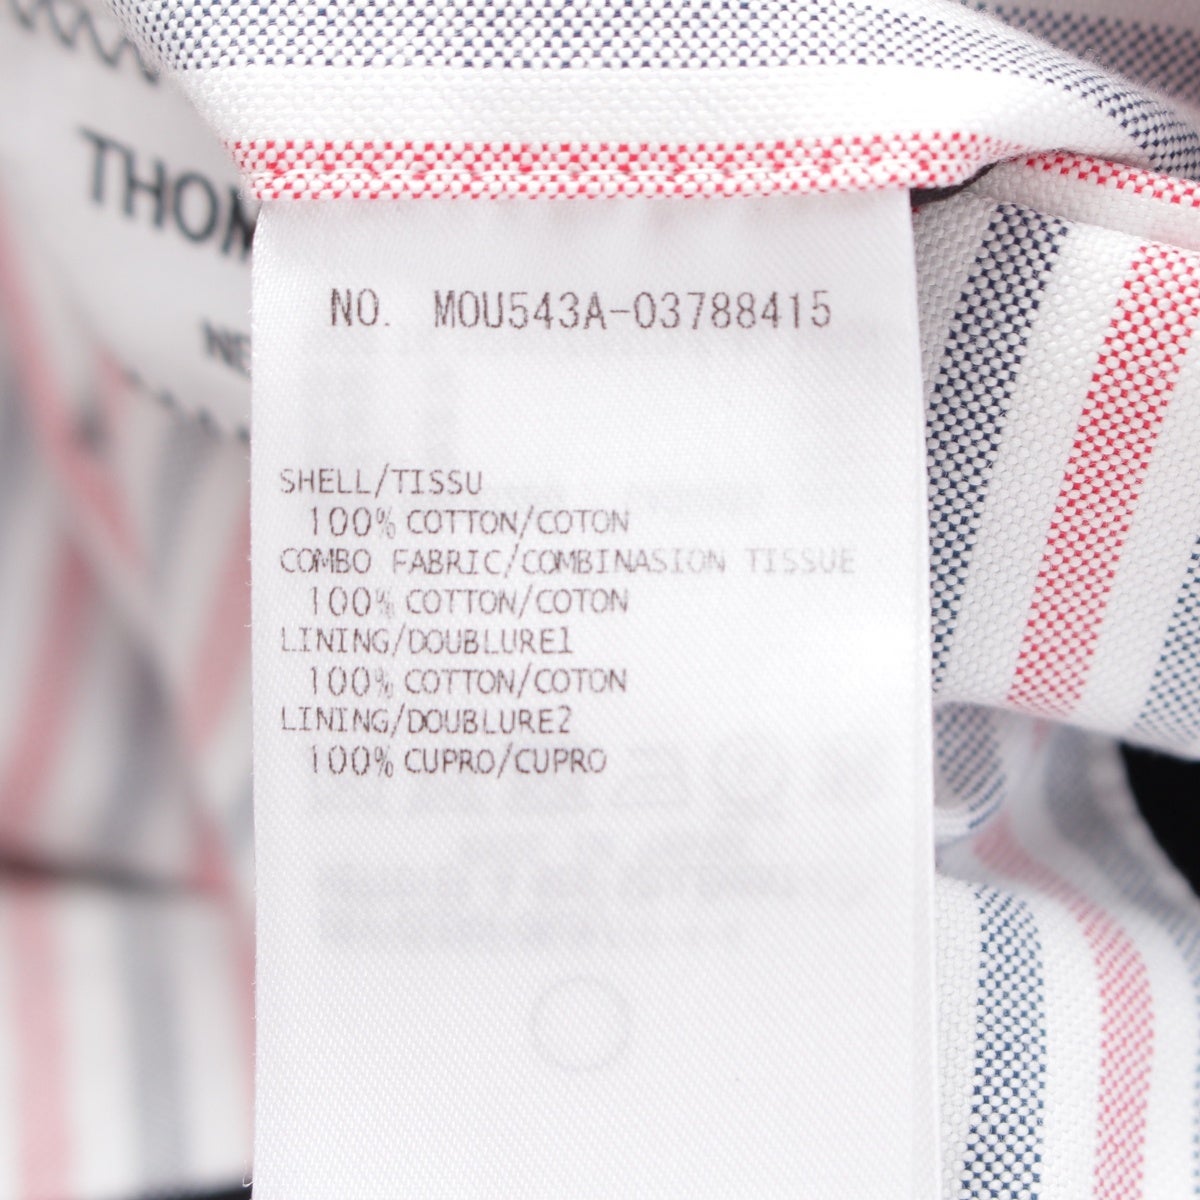 THOM
NE
NO. MOU543A-03788415
SHELL/TISSU
100% COTTON/COTON
COMBO FABRIC/COMBINASION TISSUE
100% COTTON/COTON
LINING/DOUBLURE1
100% COTTON/COTON
LINING/DOUBLURE2
100% CUPRO/CUPRO